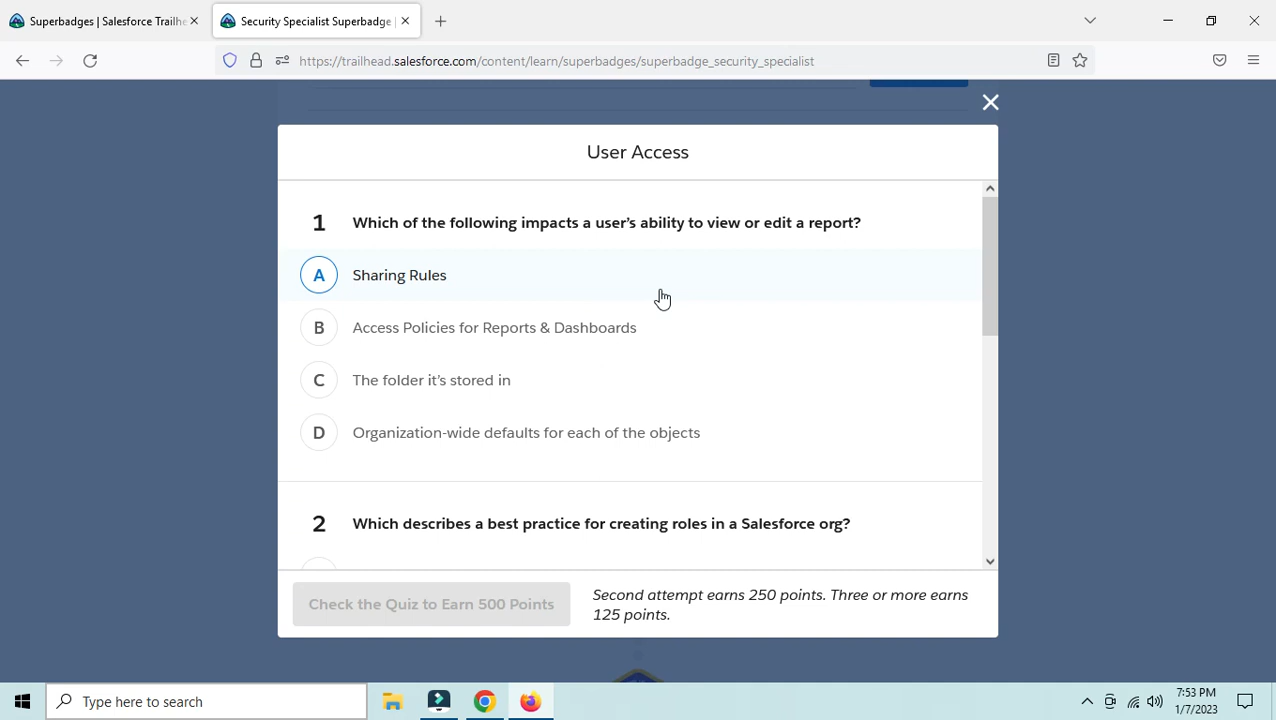 Superbadges | Salesforce Trailhe
Security Specialist Superbadge |
https://trailhead.salesforce.com/content/learn/superbadges/superbadge_security_specialist
User Access
1 Which of the following impacts a user's ability to view or edit a report?
A Sharing Rules
B Access Policies for Reports & Dashboards
C The folder it's stored in
D Organization-wide defaults for each of the objects
2 Which describes a best practice for creating roles in a Salesforce org?
Check the Quiz to Earn 500 Points
Second attempt earns 250 points. Three or more earns
125 points.
Type here to search
7:53 PM
1/7/2023